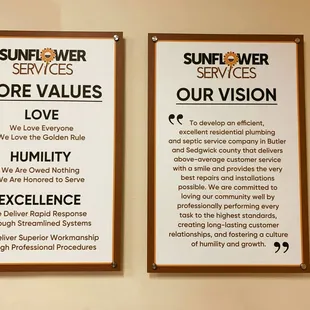 SUNFLOWER
SERVICES
ORE VALUES
LOVE
We Love Everyone
We Love the Golden Rule
HUMILITY
We Are Owed Nothing
We Are Honored to Serve
EXCELLENCE
Deliver Rapid Response
ough Streamlined Systems
eliver Superior Workmanship
gh Professional Procedures
SUNFLOWER
SERVICES
OUR VISION
“ To develop an efficient,
excellent residential plumbing
and septic service company in Butler
and Sedgwick county that delivers
above-average customer service
with a smile and provides the very
best repairs and installations
possible. We are committed to
loving our community well by
professionally performing every
task to the highest standards,
creating long-lasting customer
relationships, and fostering a culture
of humility and growth. ”